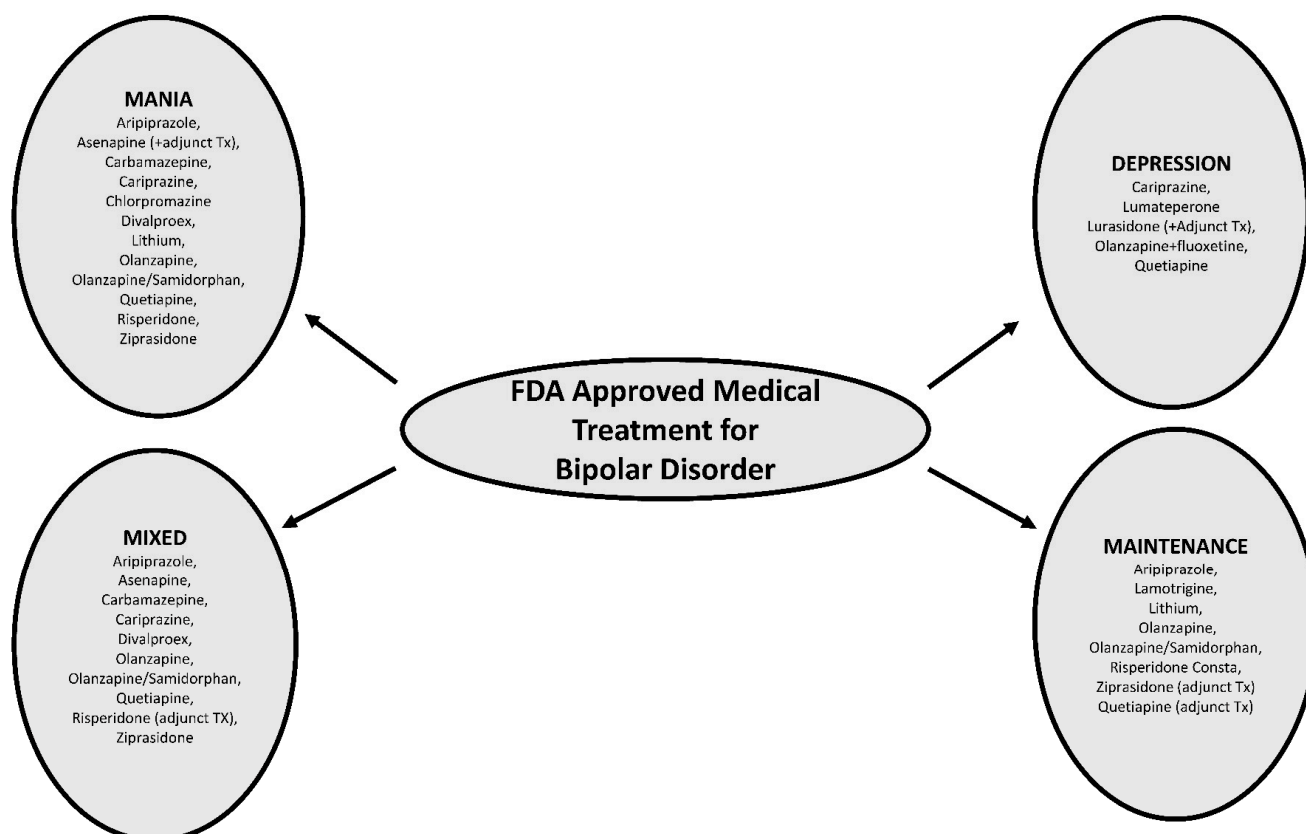 MANIA
Aripiprazole,
Asenapine (+adjunct Tx),
Carbamazepine,
Cariprazine,
Chlorpromazine
Divalproex,
Lithium,
Olanzapine,
Olanzapine/Samidorphan,
Quetiapine,
Risperidone,
Ziprasidone
DEPRESSION
Cariprazine,
Lumateperone
Lurasidone (+Adjunct Tx),
Olanzapine+fluoxetine,
Quetiapine
FDA Approved Medical
Treatment for
Bipolar Disorder
MIXED
Aripiprazole,
Asenapine,
Carbamazepine,
Cariprazine,
Divalproex,
Olanzapine,
Olanzapine/Samidorphan,
Quetiapine,
Risperidone (adjunct TX),
Ziprasidone
MAINTENANCE
Aripiprazole,
Lamotrigine,
Lithium,
Olanzapine,
Olanzapine/Samidorphan,
Risperidone Consta,
Ziprasidone (adjunct Tx)
Quetiapine (adjunct Tx)